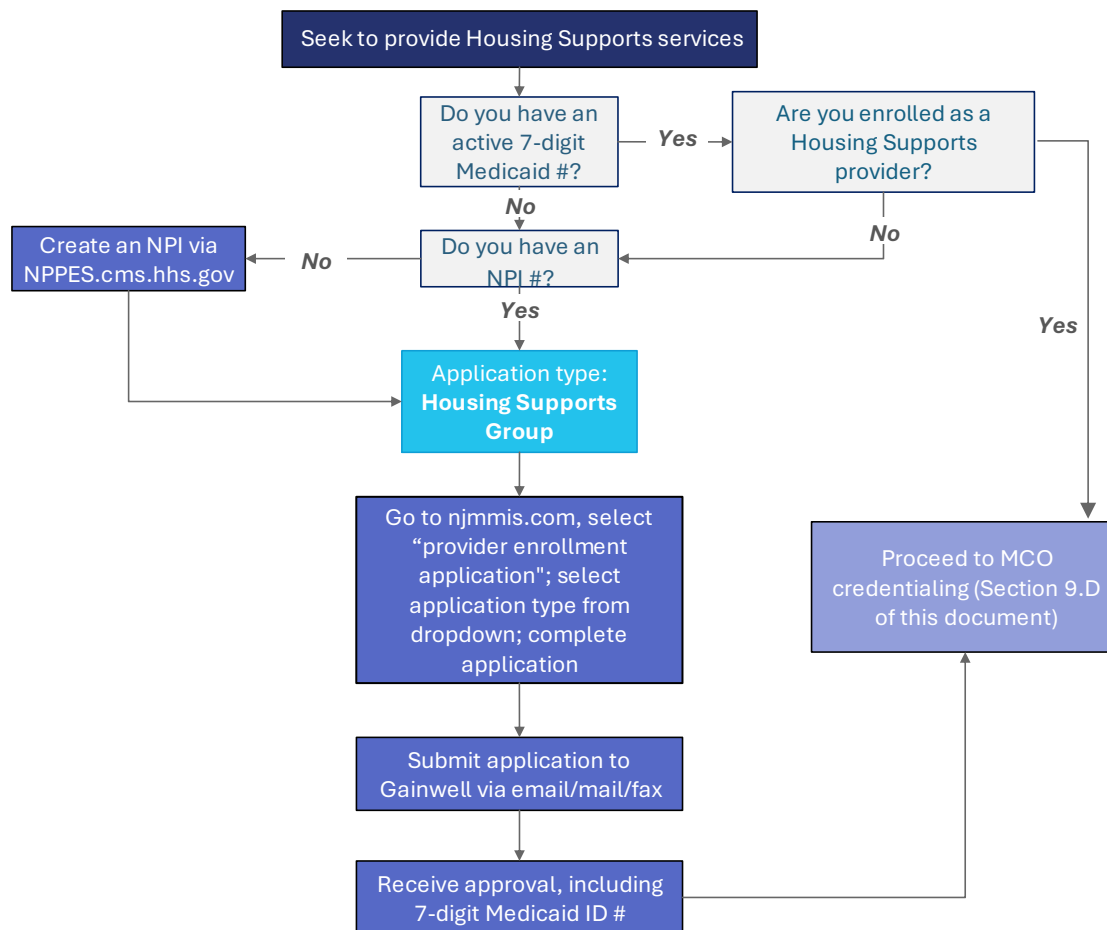 Seek to provide Housing Supports services
Do you have an
active 7-digit
Medicaid #?
Yes
Are you enrolled as a
Housing Supports
provider?
No
No
Create an NPI via
NPPES.cms.hhs.gov
No
Do you have an
NPI #?
Yes
Yes
Application type:
Housing Supports
Group
Go to njmmis.com, select
“provider enrollment
application"; select
application type from
dropdown; complete
application
Proceed to MCO
credentialing (Section 9.D
of this document)
Submit application to
Gainwell via email/mail/fax
Receive approval, including
7-digit Medicaid ID #